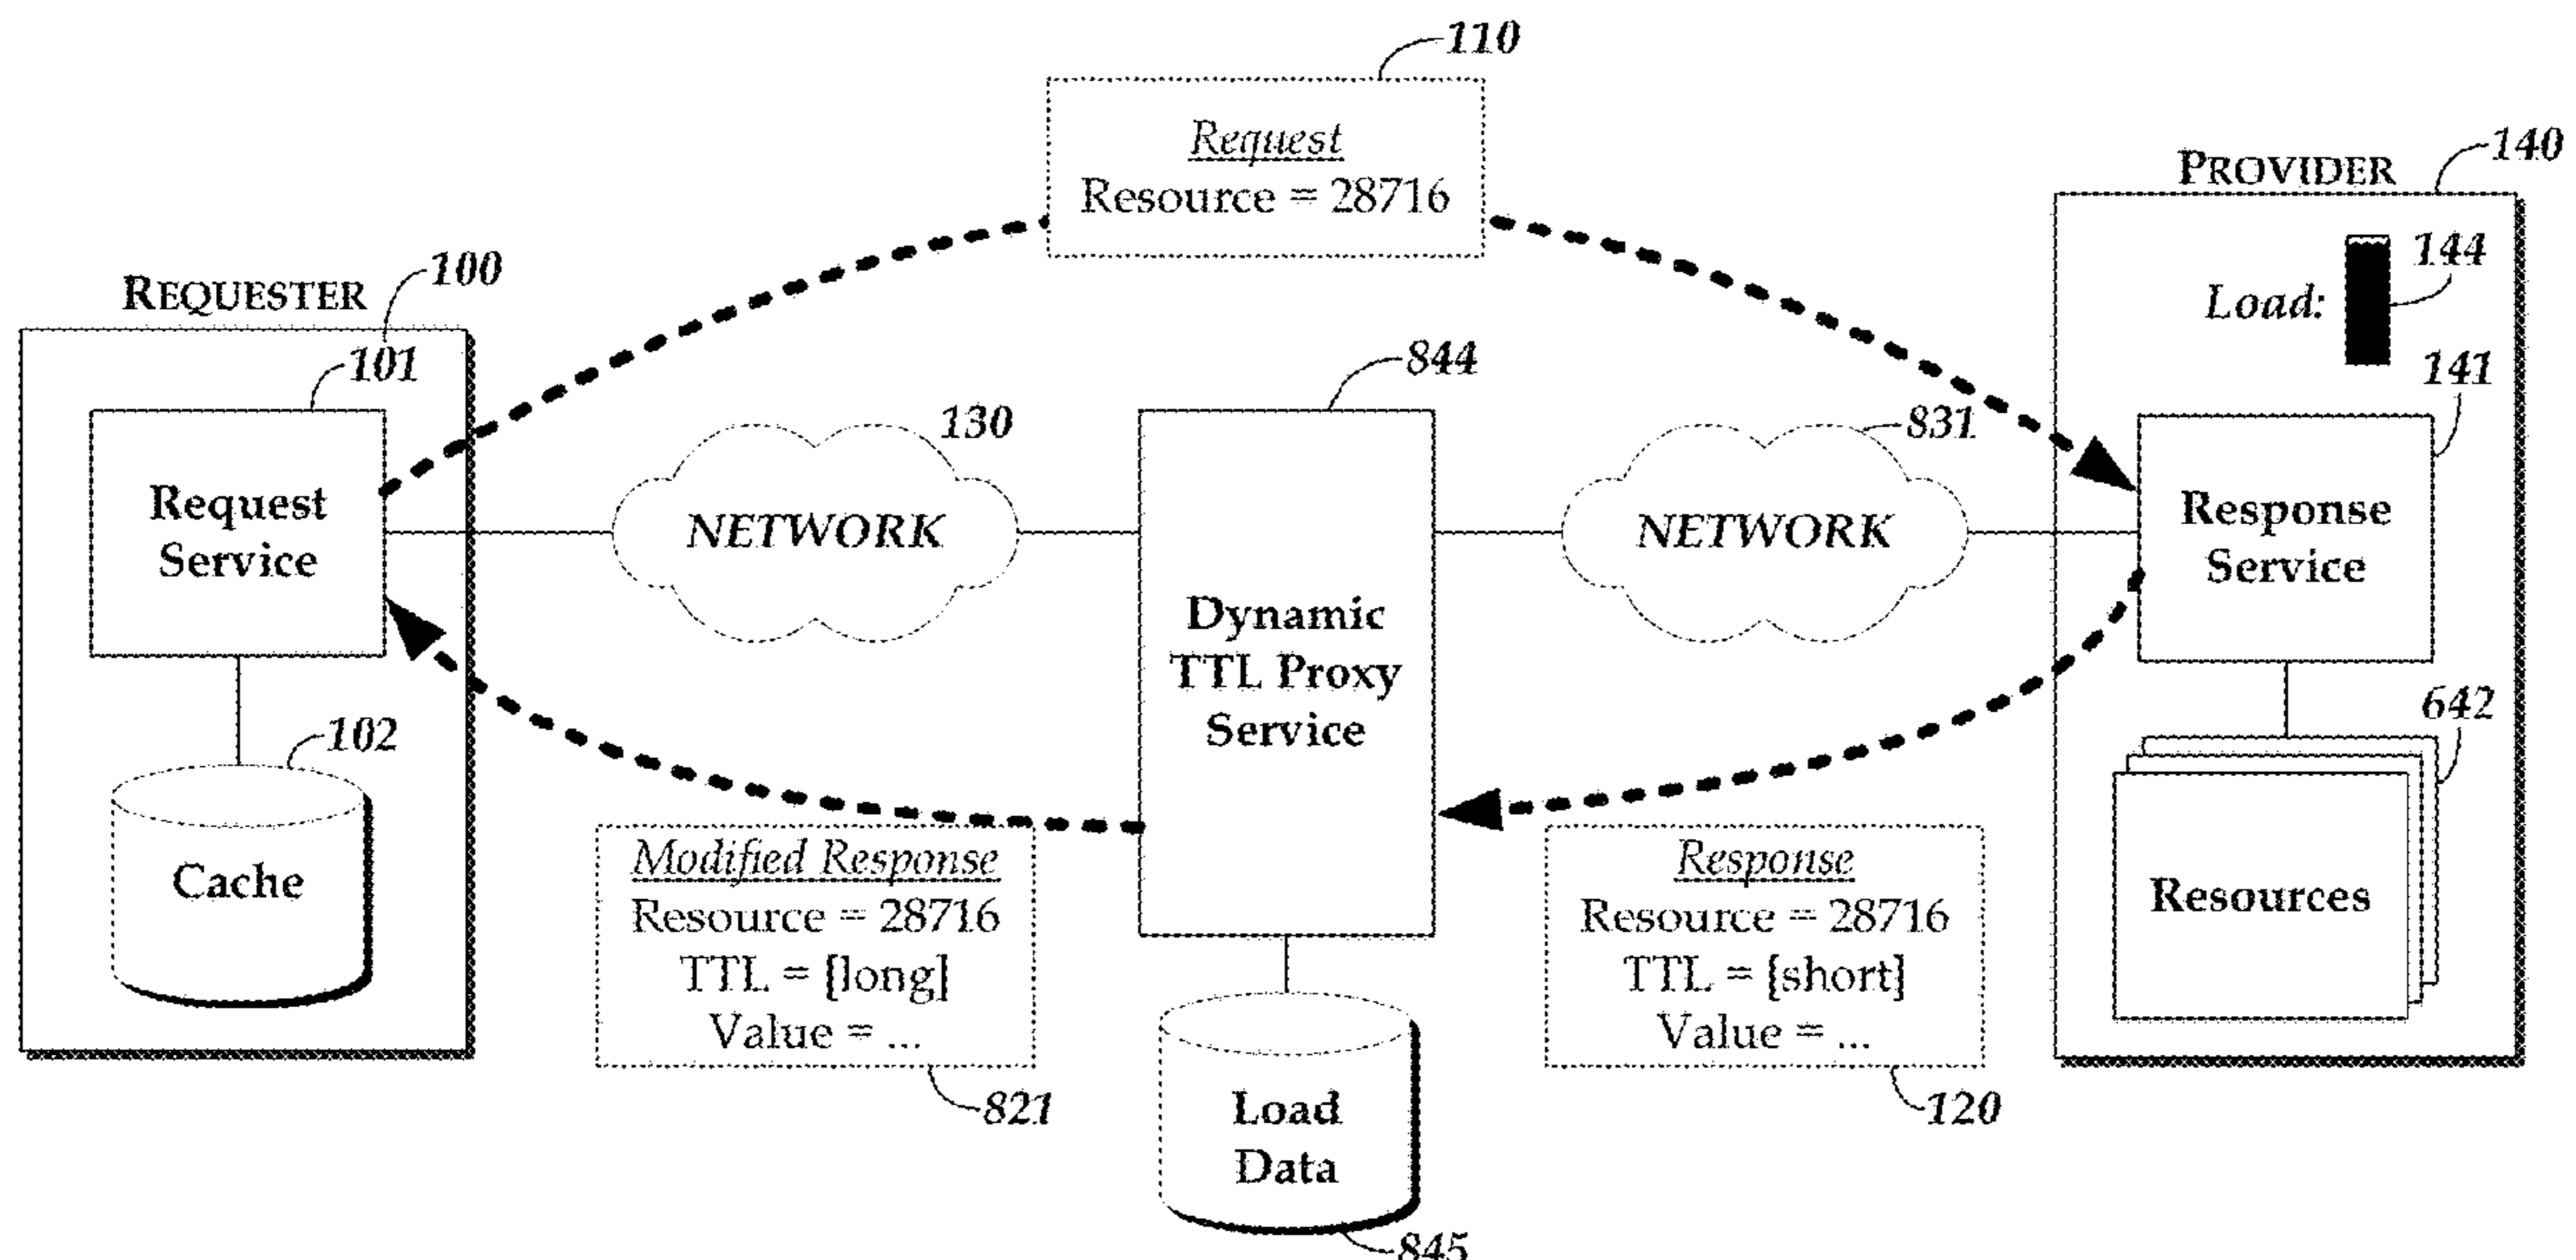 110
Request
Resource = 28716
PROVIDER
140
Load:
144
REQUESTER
100
101
844
141
130
831
Request
Service
NETWORK
NETWORK
Response
Service
Dynamic
TTL Proxy
Service
102
642
Cache
Modified Response
Resource = 28716
TTL = [long]
Value = ...
821
Response
Resource = 28716
TTL = [short]
Value = ...
120
Resources
Load
Data
845